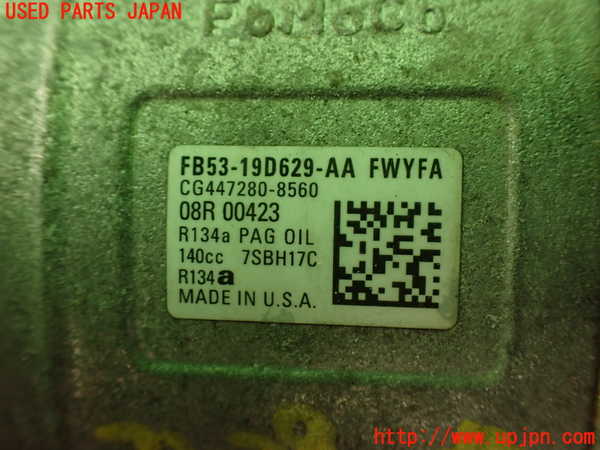 USED PARTS JAPAN
FoMoCo
FB53-19D629-AA FWYFA
CG447280-8560
08R 00423
R134a PAG OIL
140cc 7SBH17C
R134a
MADE IN U.S.A.
http://www.upjpn.com/